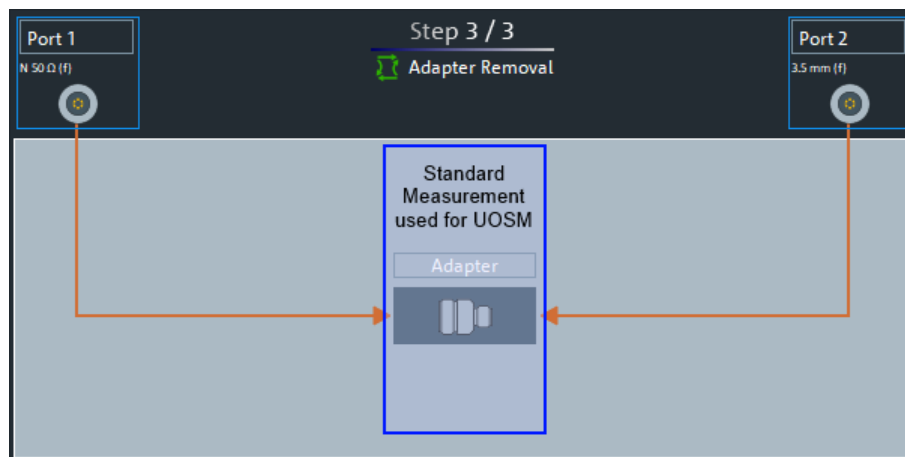 Port 1
N 50 Ω (f)
Step 3 / 3
Adapter Removal
Port 2
3.5 mm (f)
Standard
Measurement
used for UOSM
Adapter